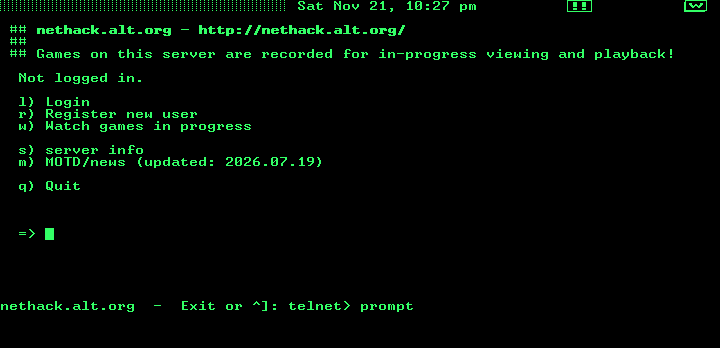 Sat Nov 21, 10:27 pm
## nethack.alt.org - http://nethack.alt.org/
##
## Games on this server are recorded for in-progress viewing and playback!
Not logged in.
l) Login
r) Register new user
w) Watch games in progress
s) server info
m) MOTD/news (updated: 2026.07.19)
q) Quit
=>
nethack.alt.org - Exit or ^]: telnet> prompt